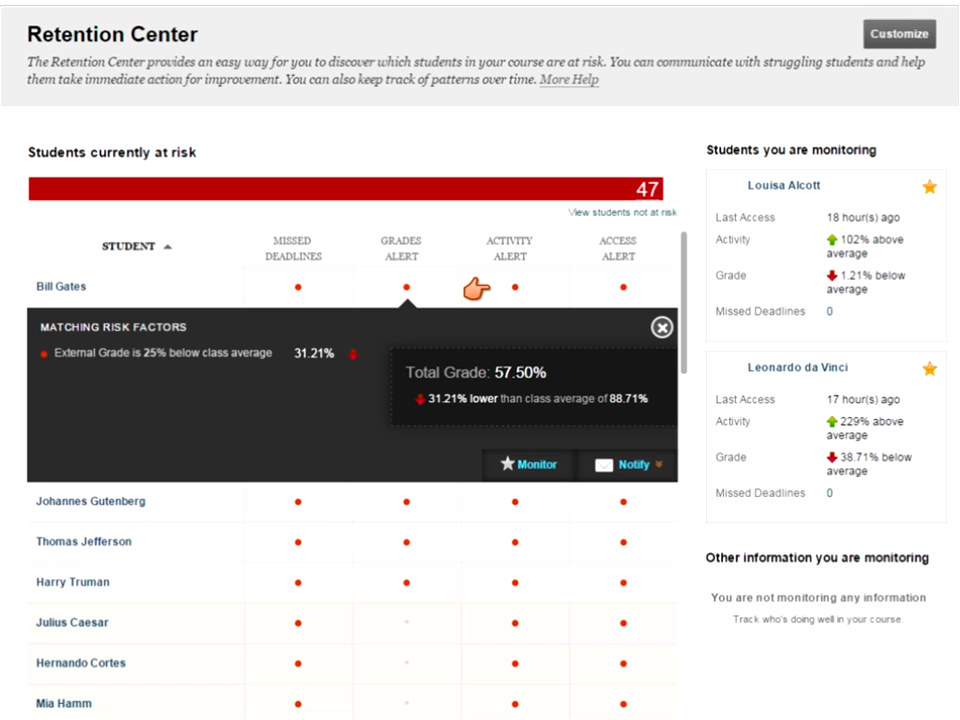 Retention Center
Customize
The Retention Center provides an easy way for you to discover which students in your course are at risk. You can communicate with struggling students and help
them take immediate action for improvement. You can also keep track of patterns over time. More Help
Students currently at risk
47
View students not at risk
STUDENT
MISSED
DEADLINES
GRADES
ALERT
ACTIVITY
ALERT
ACCESS
ALERT
Bill Gates
MATCHING RISK FACTORS
External Grade is 25% below class average 31.21%
Total Grade: 57.50%
31.21% lower than class average of 88.71%
Monitor
Notify
Johannes Gutenberg
Thomas Jefferson
Harry Truman
Julius Caesar
Hernando Cortes
Mia Hamm
Students you are monitoring
Louisa Alcott
Last Access 18 hour(s) ago
Activity 102% above
average
Grade 1.21% below
average
Missed Deadlines 0
Leonardo da Vinci
Last Access 17 hour(s) ago
Activity 229% above
average
Grade 38.71% below
average
Missed Deadlines 0
Other information you are monitoring
You are not monitoring any information
Track who's doing well in your course